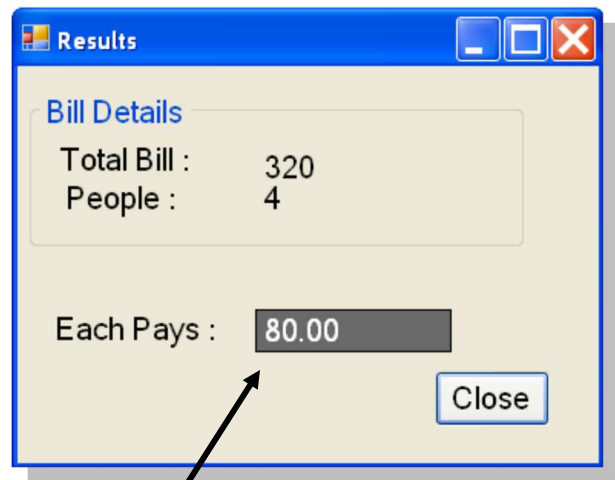 Results
Bill Details
Total Bill : 320
People : 4
Each Pays : 80.00
Close